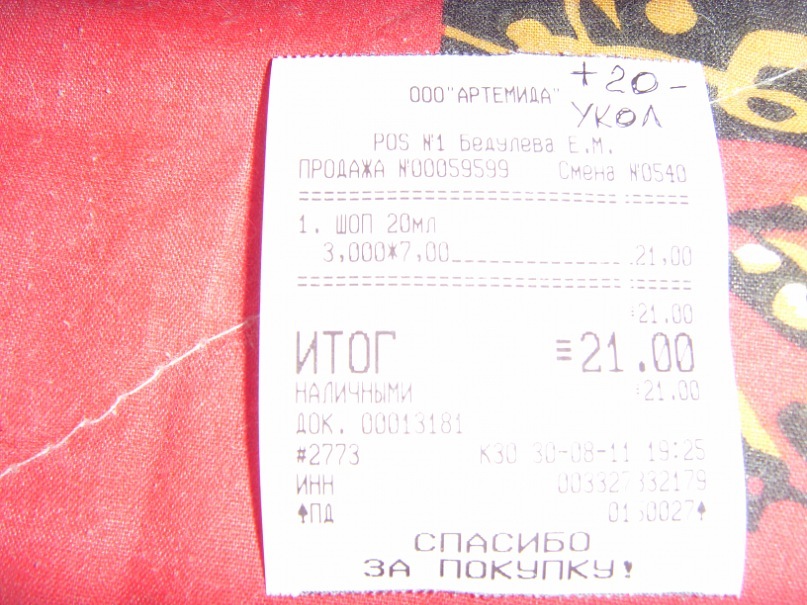 ООО"АРТЕМИДА"
+20-
УКОЛ
POS №1 Бедулева Е.М.
ПРОДАЖА №00059599 Смена №0540
1. ШОП 20мл
3,000*7,00 21,00
21.00
ИТОГ ≡21.00
НАЛИЧНЫМИ 21.00
ДОК. 00013181
#2773 КЗО 30-08-11 19:25
ИНН
ПД
СПАСИБО
ЗА ПОКУПКУ!